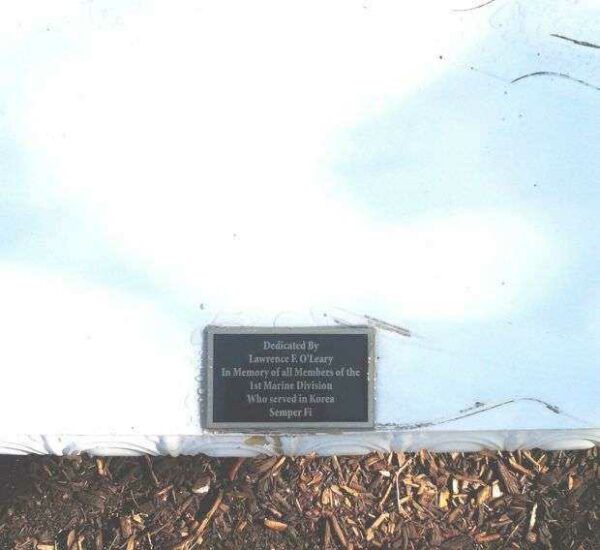 Dedicated By
Lawrence F. O'Leary
In Memory of all Members of the
1st Marine Division
Who served in Korea
Semper Fi